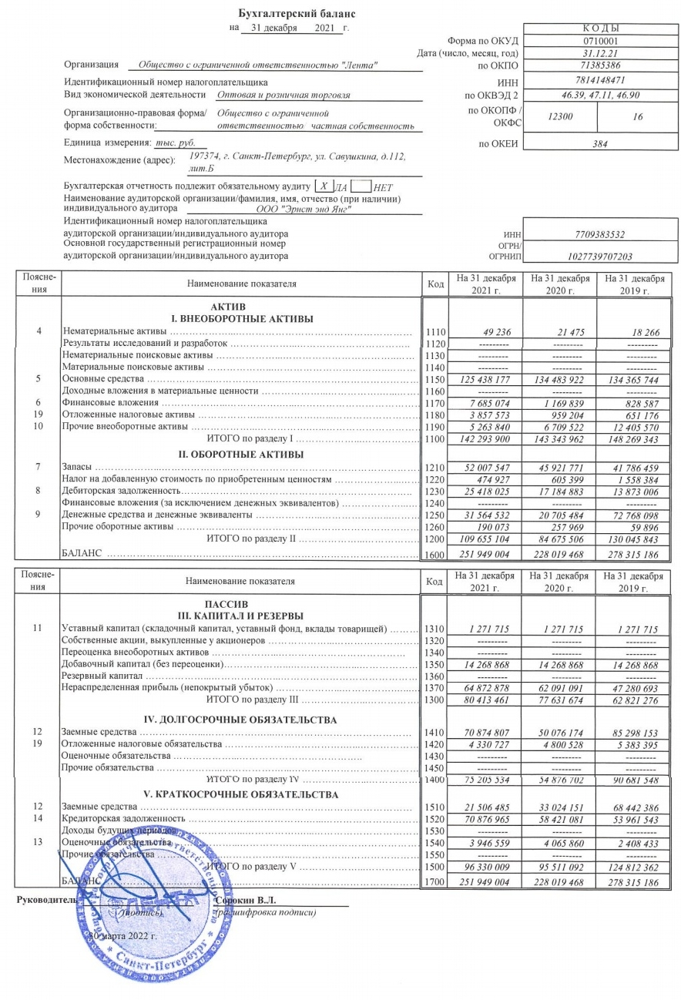 Бухгалтерский баланс
на 31 декабря 2021 г.
К О Д Ы
Форма по ОКУД 0710001
Дата (число, месяц, год) 31.12.21
Организация Общество с ограниченной ответственностью "Лента" по ОКПО 71385386
Идентификационный номер налогоплательщика ИНН 7814148471
Вид экономической деятельности Оптовая и розничная торговля по ОКВЭД 2 46.39, 47.11, 46.90
Организационно-правовая форма/ Общество с ограниченной по ОКОПФ / 12300 16
форма собственности: ответственностью частная собственность ОКФС
Единица измерения: тыс. руб. по ОКЕИ 384
Местонахождение (адрес): 197374, г. Санкт-Петербург, ул. Савушкина, д.112,
лит.Б
Бухгалтерская отчетность подлежит обязательному аудиту X ДА НЕТ
Наименование аудиторской организации/фамилия, имя, отчество (при наличии)
индивидуального аудитора ООО "Эрнст энд Янг"
Идентификационный номер налогоплательщика
аудиторской организации/индивидуального аудитора ИНН 7709383532
Основной государственный регистрационный номер ОГРН/
аудиторской организации/индивидуального аудитора ОГРНИП 1027739707203
Поясне- Наименование показателя Код На 31 декабря На 31 декабря На 31 декабря
ния 2021 г. 2020 г. 2019 г.
АКТИВ
I. ВНЕОБОРОТНЫЕ АКТИВЫ
4 Нематериальные активы 1110 49 236 21 475 18 266
Результаты исследований и разработок 1120 --------- --------- ---------
Нематериальные поисковые активы 1130 --------- --------- ---------
Материальные поисковые активы 1140 --------- --------- ---------
5 Основные средства 1150 125 438 177 134 483 922 134 365 744
Доходные вложения в материальные ценности 1160 --------- --------- ---------
6 Финансовые вложения 1170 7 685 074 1 169 839 828 587
19 Отложенные налоговые активы 1180 3 857 573 959 204 651 176
10 Прочие внеоборотные активы 1190 5 263 840 6 709 522 12 405 570
ИТОГО по разделу I 1100 142 293 900 143 343 962 148 269 343
II. ОБОРОТНЫЕ АКТИВЫ
7 Запасы 1210 52 007 547 45 921 771 41 786 459
Налог на добавленную стоимость по приобретенным ценностям 1220 474 927 605 399 1 558 384
8 Дебиторская задолженность 1230 25 418 025 17 184 883 13 873 006
Финансовые вложения (за исключением денежных эквивалентов) 1240 --------- --------- ---------
9 Денежные средства и денежные эквиваленты 1250 31 564 532 20 705 484 72 768 098
Прочие оборотные активы 1260 190 073 257 969 59 896
ИТОГО по разделу II 1200 109 655 104 84 675 506 130 045 843
БАЛАНС 1600 251 949 004 228 019 468 278 315 186
Поясне- Наименование показателя Код На 31 декабря На 31 декабря На 31 декабря
ния 2021 г. 2020 г. 2019 г.
ПАССИВ
III. КАПИТАЛ И РЕЗЕРВЫ
11 Уставный капитал (складочный капитал, уставный фонд, вклады товарищей) 1310 1 271 715 1 271 715 1 271 715
Собственные акции, выкупленные у акционеров 1320 --------- --------- ---------
Переоценка внеоборотных активов 1340 --------- --------- ---------
Добавочный капитал (без переоценки) 1350 14 268 868 14 268 868 14 268 868
Резервный капитал 1360 --------- --------- ---------
Нераспределенная прибыль (непокрытый убыток) 1370 64 872 878 62 091 091 47 280 693
ИТОГО по разделу III 1300 80 413 461 77 631 674 62 821 276
IV. ДОЛГОСРОЧНЫЕ ОБЯЗАТЕЛЬСТВА
12 Заемные средства 1410 70 874 807 50 076 174 85 298 153
19 Отложенные налоговые обязательства 1420 4 330 727 4 800 528 5 383 395
Оценочные обязательства 1430 --------- --------- ---------
Прочие обязательства 1450 --------- --------- ---------
ИТОГО по разделу IV 1400 75 205 534 54 876 702 90 681 548
V. КРАТКОСРОЧНЫЕ ОБЯЗАТЕЛЬСТВА
12 Заемные средства 1510 21 506 485 33 024 151 68 442 386
14 Кредиторская задолженность 1520 70 876 965 58 421 081 53 961 543
Доходы будущих периодов 1530 --------- --------- ---------
13 Оценочные обязательства 1540 3 946 559 4 065 860 2 408 433
Прочие обязательства 1550 --------- --------- ---------
ИТОГО по разделу V 1500 96 330 009 95 511 092 124 812 362
БАЛАНС 1700 251 949 004 228 019 468 278 315 186
Руководитель Сорокин В.Л.
(подпись) (расшифровка подписи)
30 марта 2022 г.
Санкт-Петербург